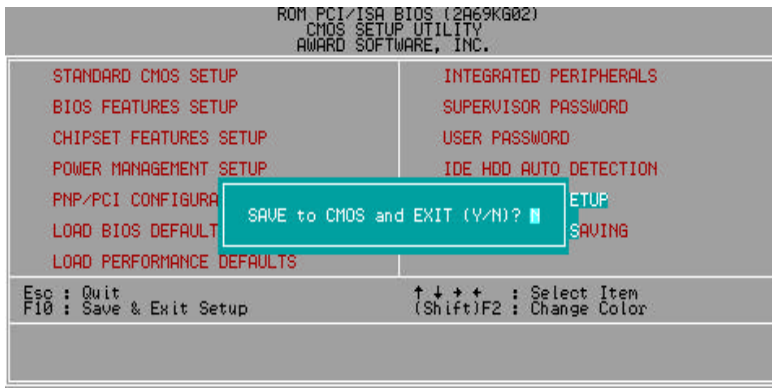 ROM PCI/ISA BIOS (2A69KG02)
CMOS SETUP UTILITY
AWARD SOFTWARE, INC.
STANDARD CMOS SETUP
BIOS FEATURES SETUP
CHIPSET FEATURES SETUP
POWER MANAGEMENT SETUP
PNP/PCI CONFIGURA
LOAD BIOS DEFAULT
LOAD PERFORMANCE DEFAULTS
INTEGRATED PERIPHERALS
SUPERVISOR PASSWORD
USER PASSWORD
IDE HDD AUTO DETECTION
ETUP
SAVING
SAVE to CMOS and EXIT (Y/N)? N
Esc : Quit
F10 : Save & Exit Setup
↑ ↓ → ← : Select Item
(Shift)F2 : Change Color